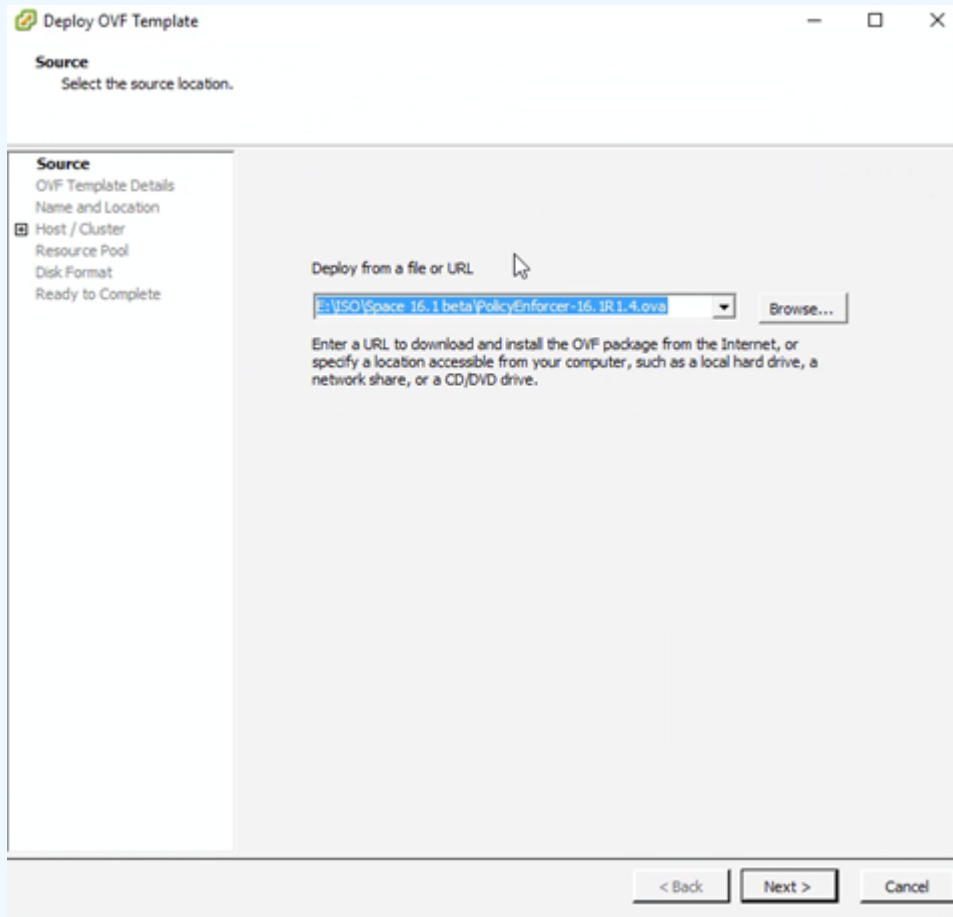 Deploy OVF Template
Source
Select the source location.
Source
OVF Template Details
Name and Location
Host / Cluster
Resource Pool
Disk Format
Ready to Complete
Deploy from a file or URL
E:\ISO\Space 16.1 beta\PolicyEnforcer-16.1R1.4.ova
Browse...
Enter a URL to download and install the OVF package from the Internet, or
specify a location accessible from your computer, such as a local hard drive, a
network share, or a CD/DVD drive.
< Back
Next >
Cancel